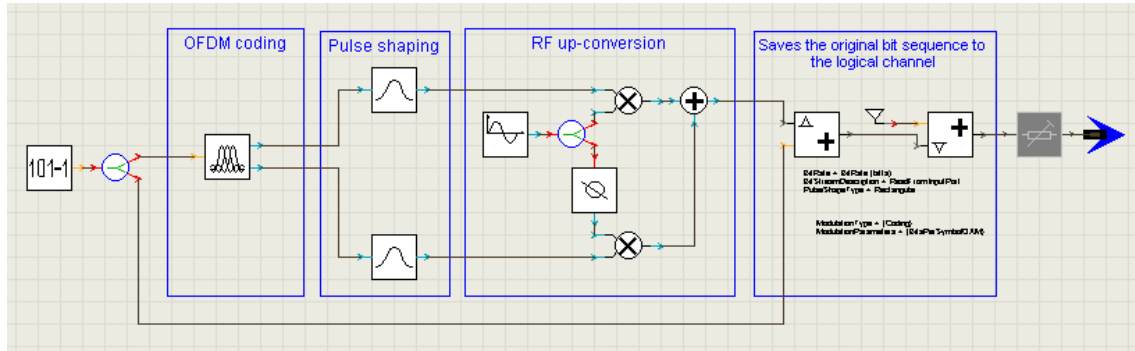 OFDM coding
Pulse shaping
RF up-conversion
Saves the original bit sequence to
the logical channel
101-1
BitRate = BitRate (bit/s)
BitStreamDescription = ReadFromInputPort
PulseShapeType = Rectangular
ModulationType = {Coding}
ModulationParameters = {BitsPerSymbolQAM}